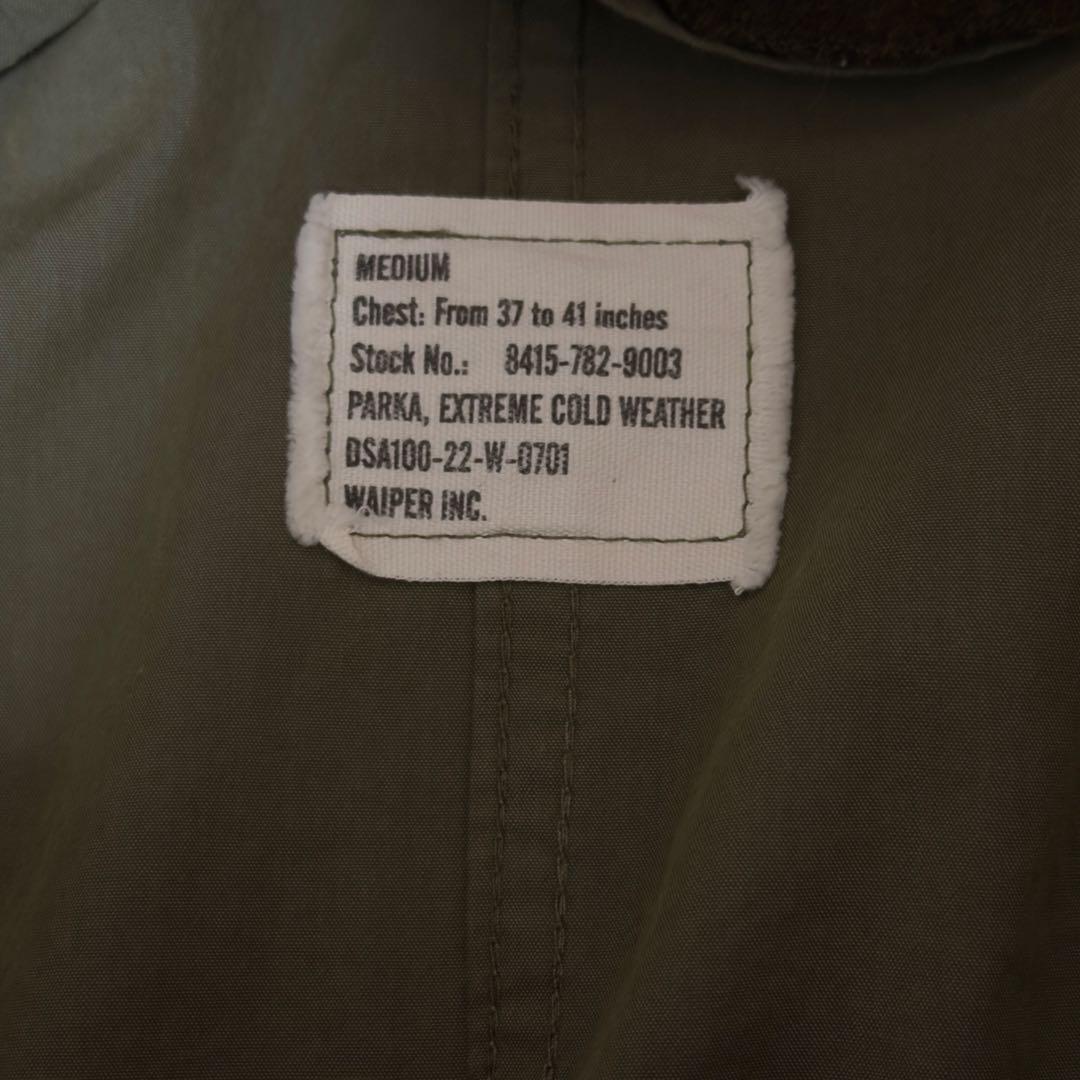 MEDIUM
Chest: From 37 to 41 inches
Stock No.: 8415-782-9003
PARKA, EXTREME COLD WEATHER
DSA100-22-W-0701
WAIPER INC.